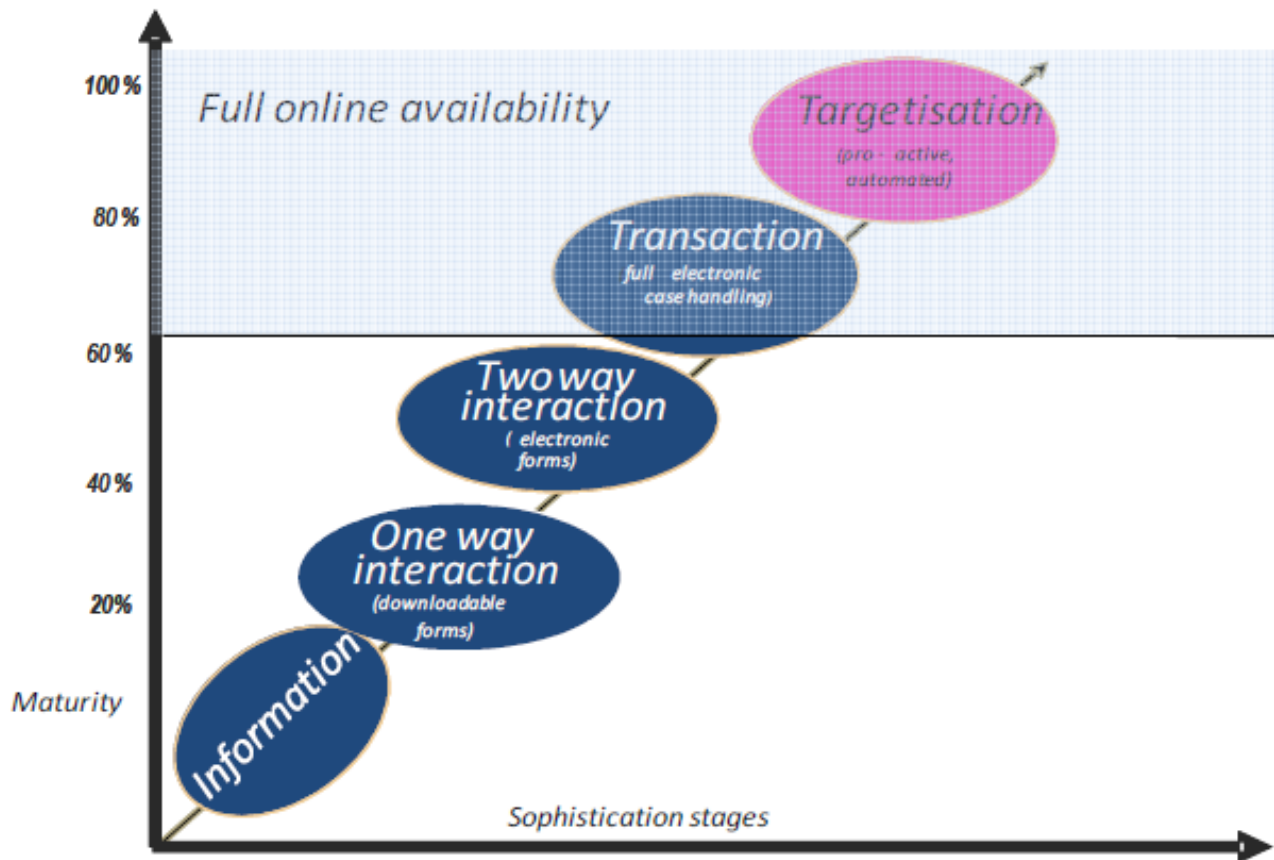 100%
Full online availability
Targetisation
(pro - active,
automated)
80%
Transaction
full electronic
case handling)
60%
Two way
interaction
( electronic
forms)
40%
One way
interaction
(downloadable
forms)
20%
Information
Maturity
Sophistication stages